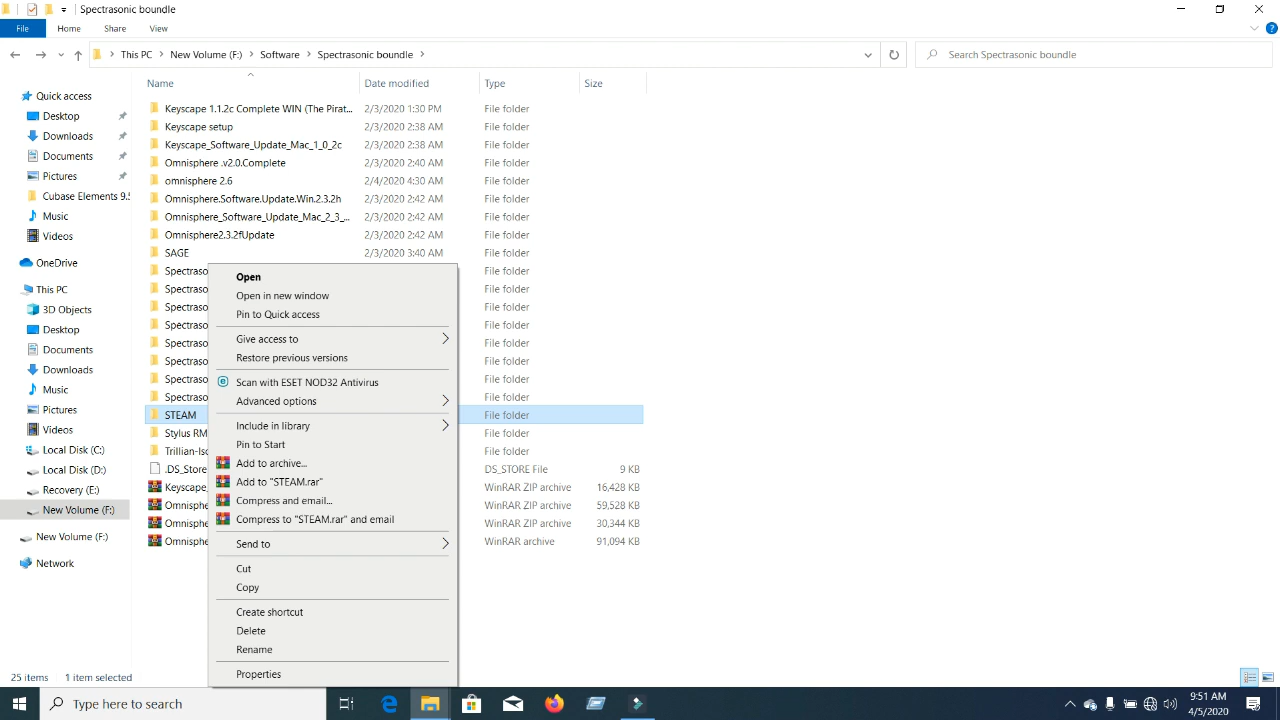 Spectrasonic boundle
File Home Share View
This PC New Volume (F:) Software Spectrasonic boundle Search Spectrasonic boundle
Name Date modified Type Size
Quick access
Desktop
Downloads
Documents
Pictures
Cubase Elements 9.5
Music
Videos
OneDrive
This PC
3D Objects
Desktop
Documents
Downloads
Music
Pictures
Videos
Local Disk (C:)
Local Disk (D:)
Recovery (E:)
New Volume (F:)
New Volume (F:)
Network
Keyscape 1.1.2c Complete WIN (The Pirat... 2/3/2020 1:30 PM File folder
Keyscape setup 2/3/2020 2:38 AM File folder
Keyscape_Software_Update_Mac_1_0_2c 2/3/2020 2:38 AM File folder
Omnisphere .v2.0.Complete 2/3/2020 2:40 AM File folder
omnisphere 2.6 2/4/2020 4:30 AM File folder
Omnisphere.Software.Update.Win.2.3.2h 2/3/2020 2:42 AM File folder
Omnisphere_Software_Update_Mac_2_3_... 2/3/2020 2:42 AM File folder
Omnisphere2.3.2fUpdate 2/3/2020 2:42 AM File folder
SAGE 2/3/2020 3:40 AM File folder
Spectraso File folder
Spectraso File folder
Spectraso File folder
Spectraso File folder
Spectraso File folder
Spectraso File folder
Spectraso File folder
Spectraso File folder
STEAM File folder
Stylus RM File folder
Trillian-Iso File folder
.DS_Store DS_STORE File 9 KB
Keyscape_ WinRAR ZIP archive 16,428 KB
Omnisphe WinRAR ZIP archive 59,528 KB
Omnisphe WinRAR ZIP archive 30,344 KB
Omnisphe WinRAR archive 91,094 KB
Open
Open in new window
Pin to Quick access
Give access to
Restore previous versions
Scan with ESET NOD32 Antivirus
Advanced options
Include in library
Pin to Start
Add to archive...
Add to "STEAM.rar"
Compress and email...
Compress to "STEAM.rar" and email
Send to
Cut
Copy
Create shortcut
Delete
Rename
Properties
25 items 1 item selected
Type here to search
9:51 AM
4/5/2020